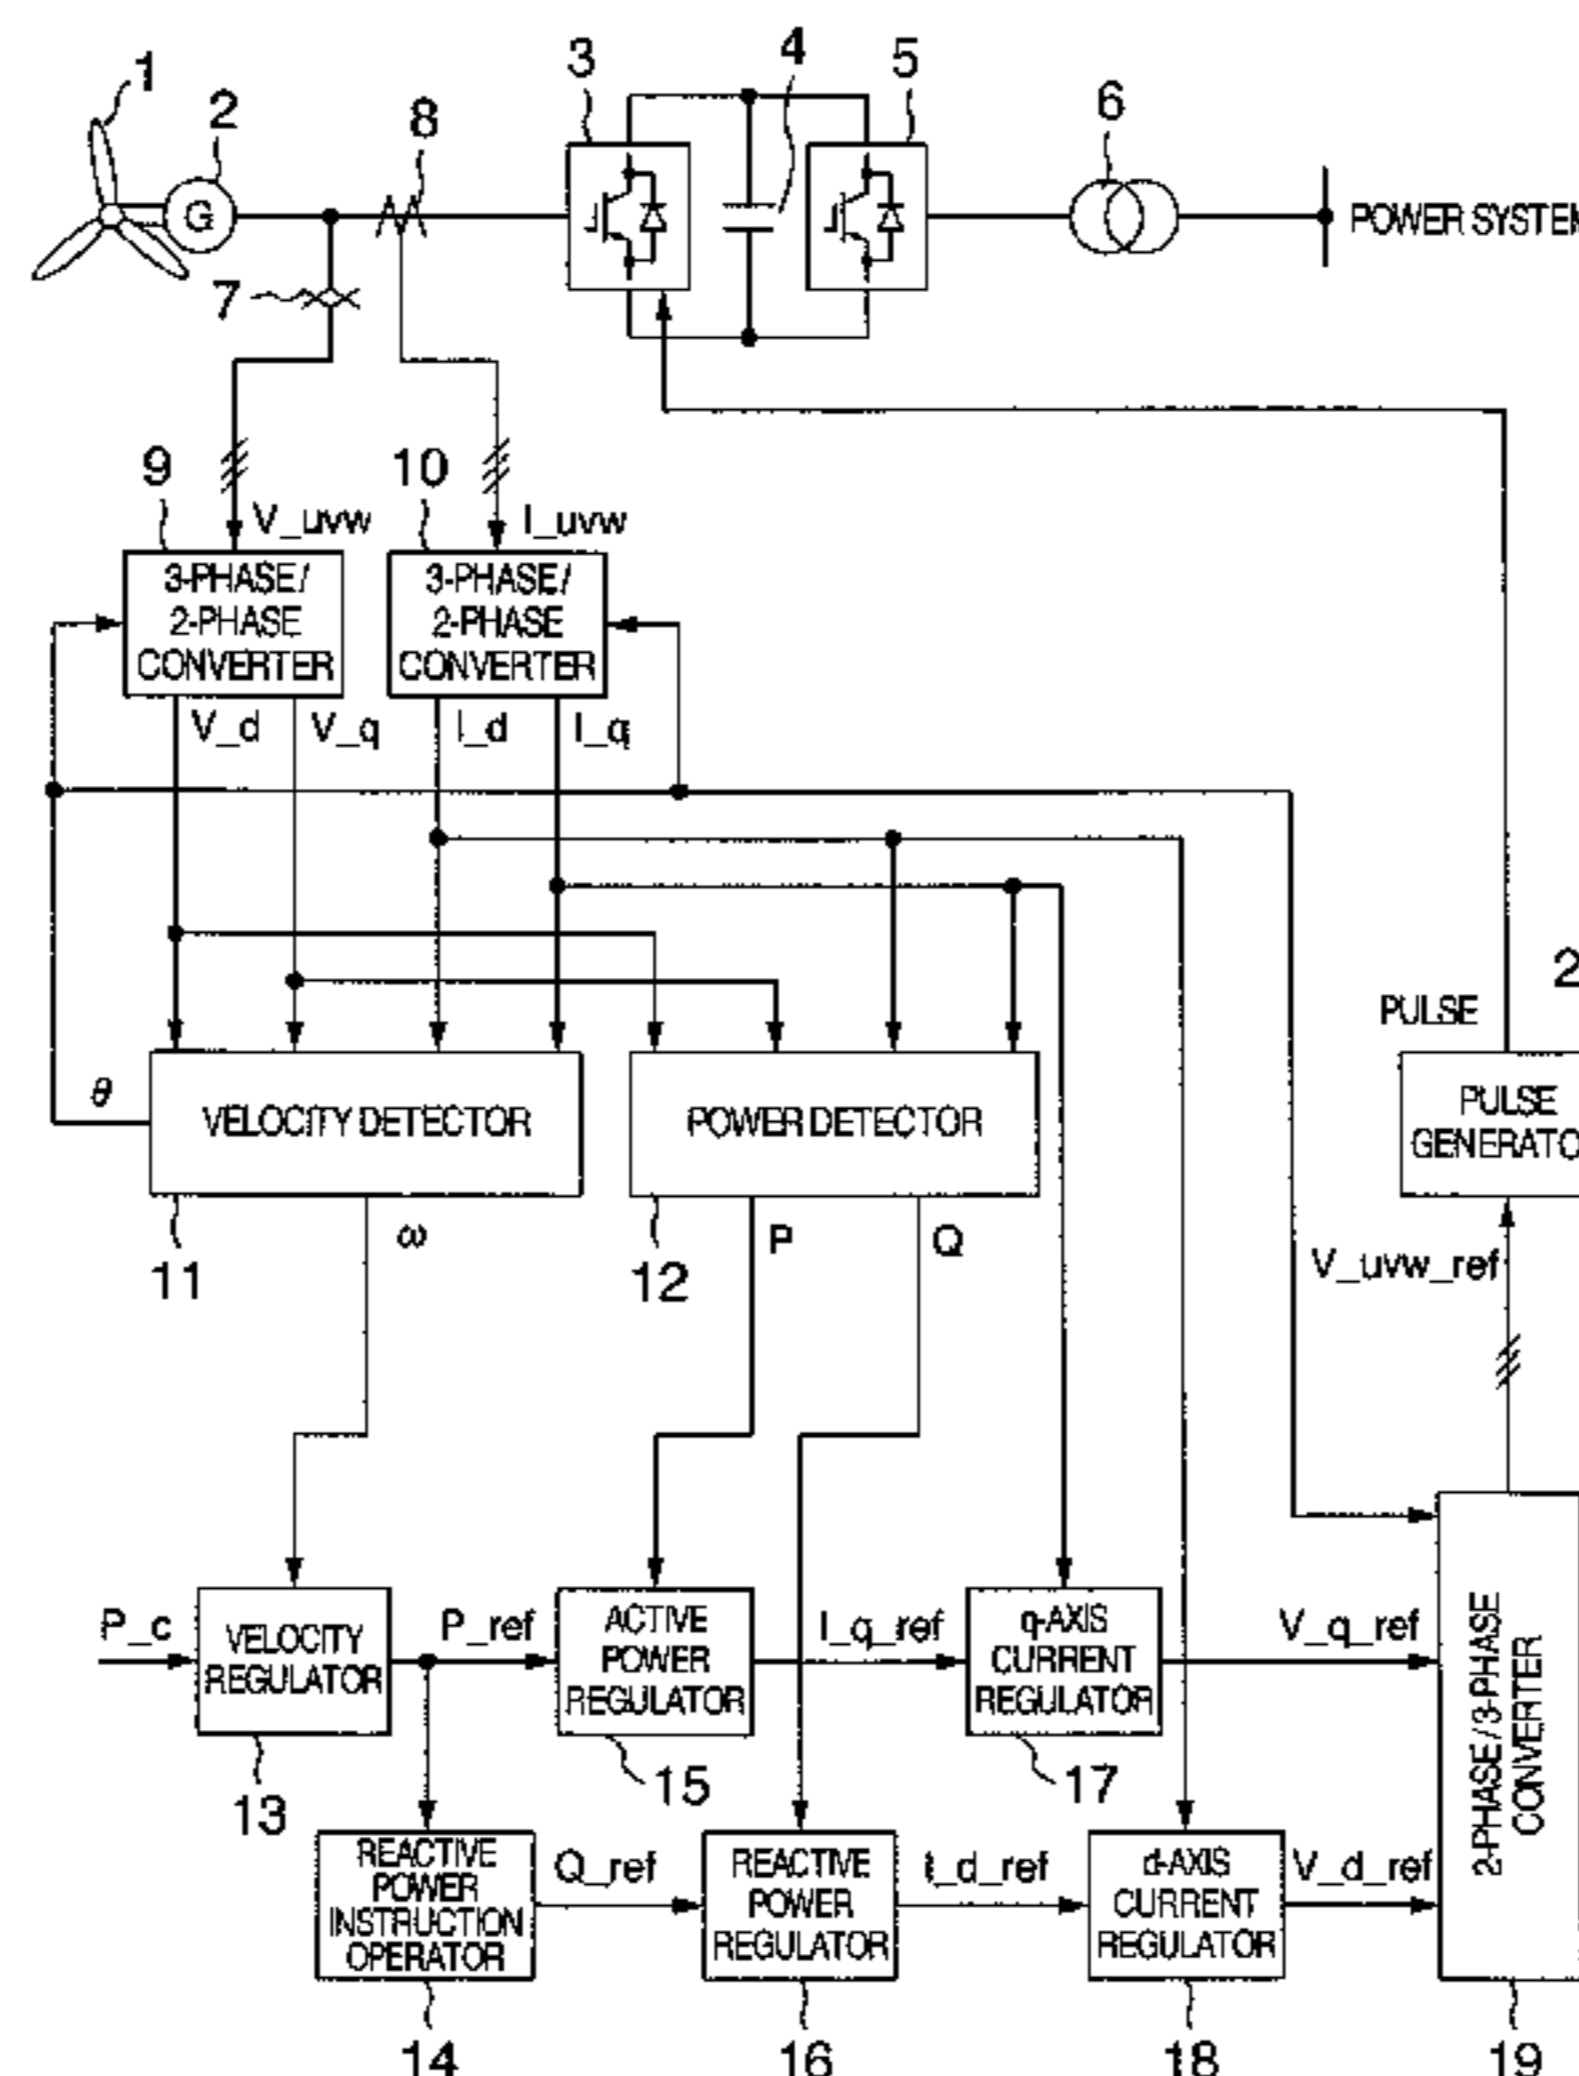 1
2
8
3
4
5
6
G
POWER SYSTEM
7
9
10
V_uvw
I_uvw
3-PHASE/
2-PHASE
CONVERTER
3-PHASE/
2-PHASE
CONVERTER
V_d
V_q
I_d
I_q
2
PULSE
θ
VELOCITY DETECTOR
POWER DETECTOR
PULSE
GENERATO
11
ω
12
P
Q
V_uvw_ref
P_c
VELOCITY
REGULATOR
P_ref
ACTIVE
POWER
REGULATOR
I_q_ref
q-AXIS
CURRENT
REGULATOR
V_q_ref
2-PHASE/3-PHASE
CONVERTER
13
15
17
REACTIVE
POWER
INSTRUCTION
OPERATOR
Q_ref
REACTIVE
POWER
REGULATOR
I_d_ref
d-AXIS
CURRENT
REGULATOR
V_d_ref
14
16
18
19